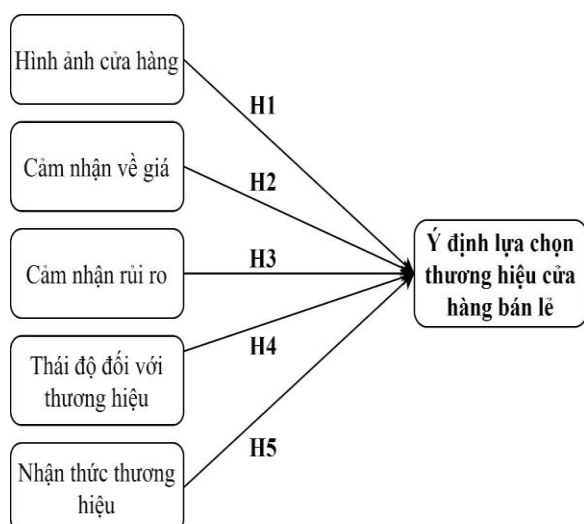 Hình ảnh cửa hàng
H1
Cảm nhận về giá
H2
Cảm nhận rủi ro
H3
Ý định lựa chọn
thương hiệu cửa
hàng bán lẻ
Thái độ đối với
thương hiệu
H4
Nhận thức thương
hiệu
H5